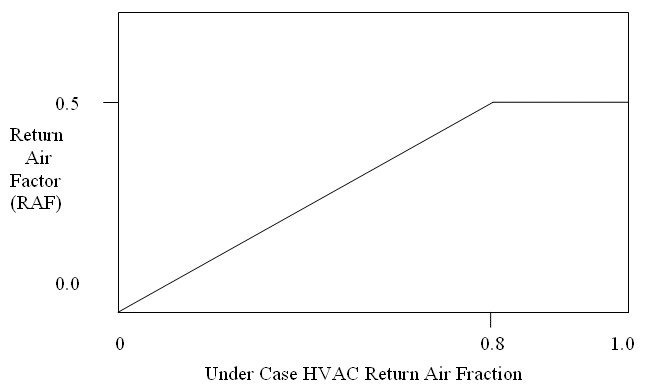 0.5
Return
Air
Factor
(RAF)
0.0
0 0.8 1.0
Under Case HVAC Return Air Fraction